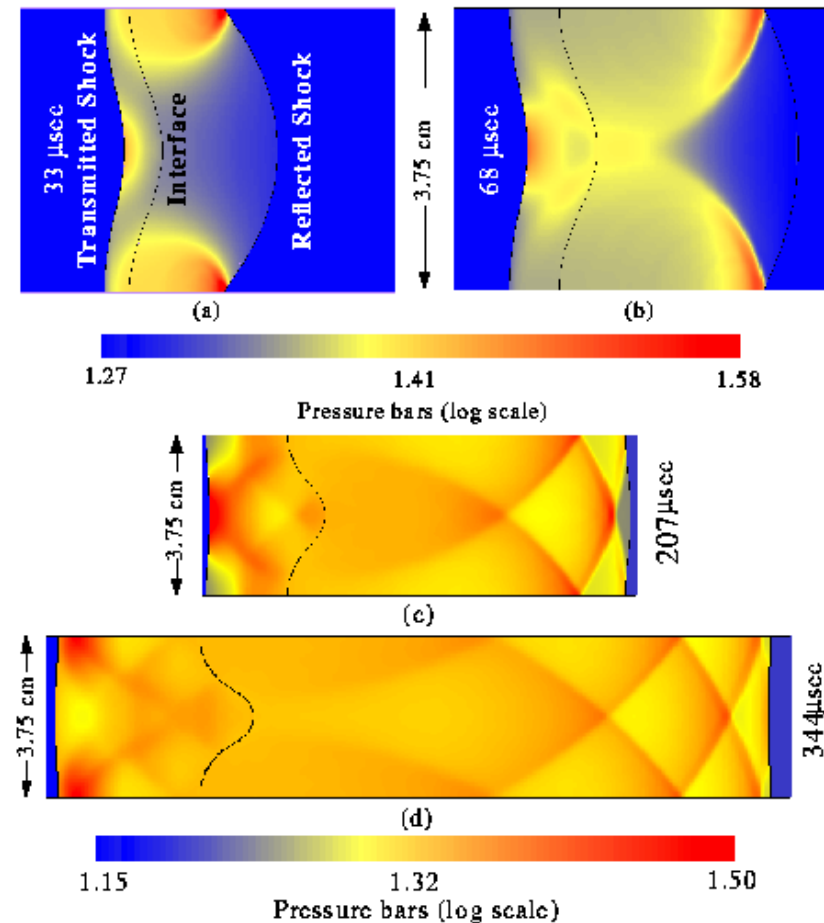 33 µsec
Transmitted Shock
Interface
Reflected Shock
3.75 cm
68 µsec
(a)
(b)
1.27
1.41
1.58
Pressure bars (log scale)
3.75 cm
207µsec
(c)
3.75 cm
344µsec
(d)
1.15
1.32
1.50
Pressure bars (log scale)